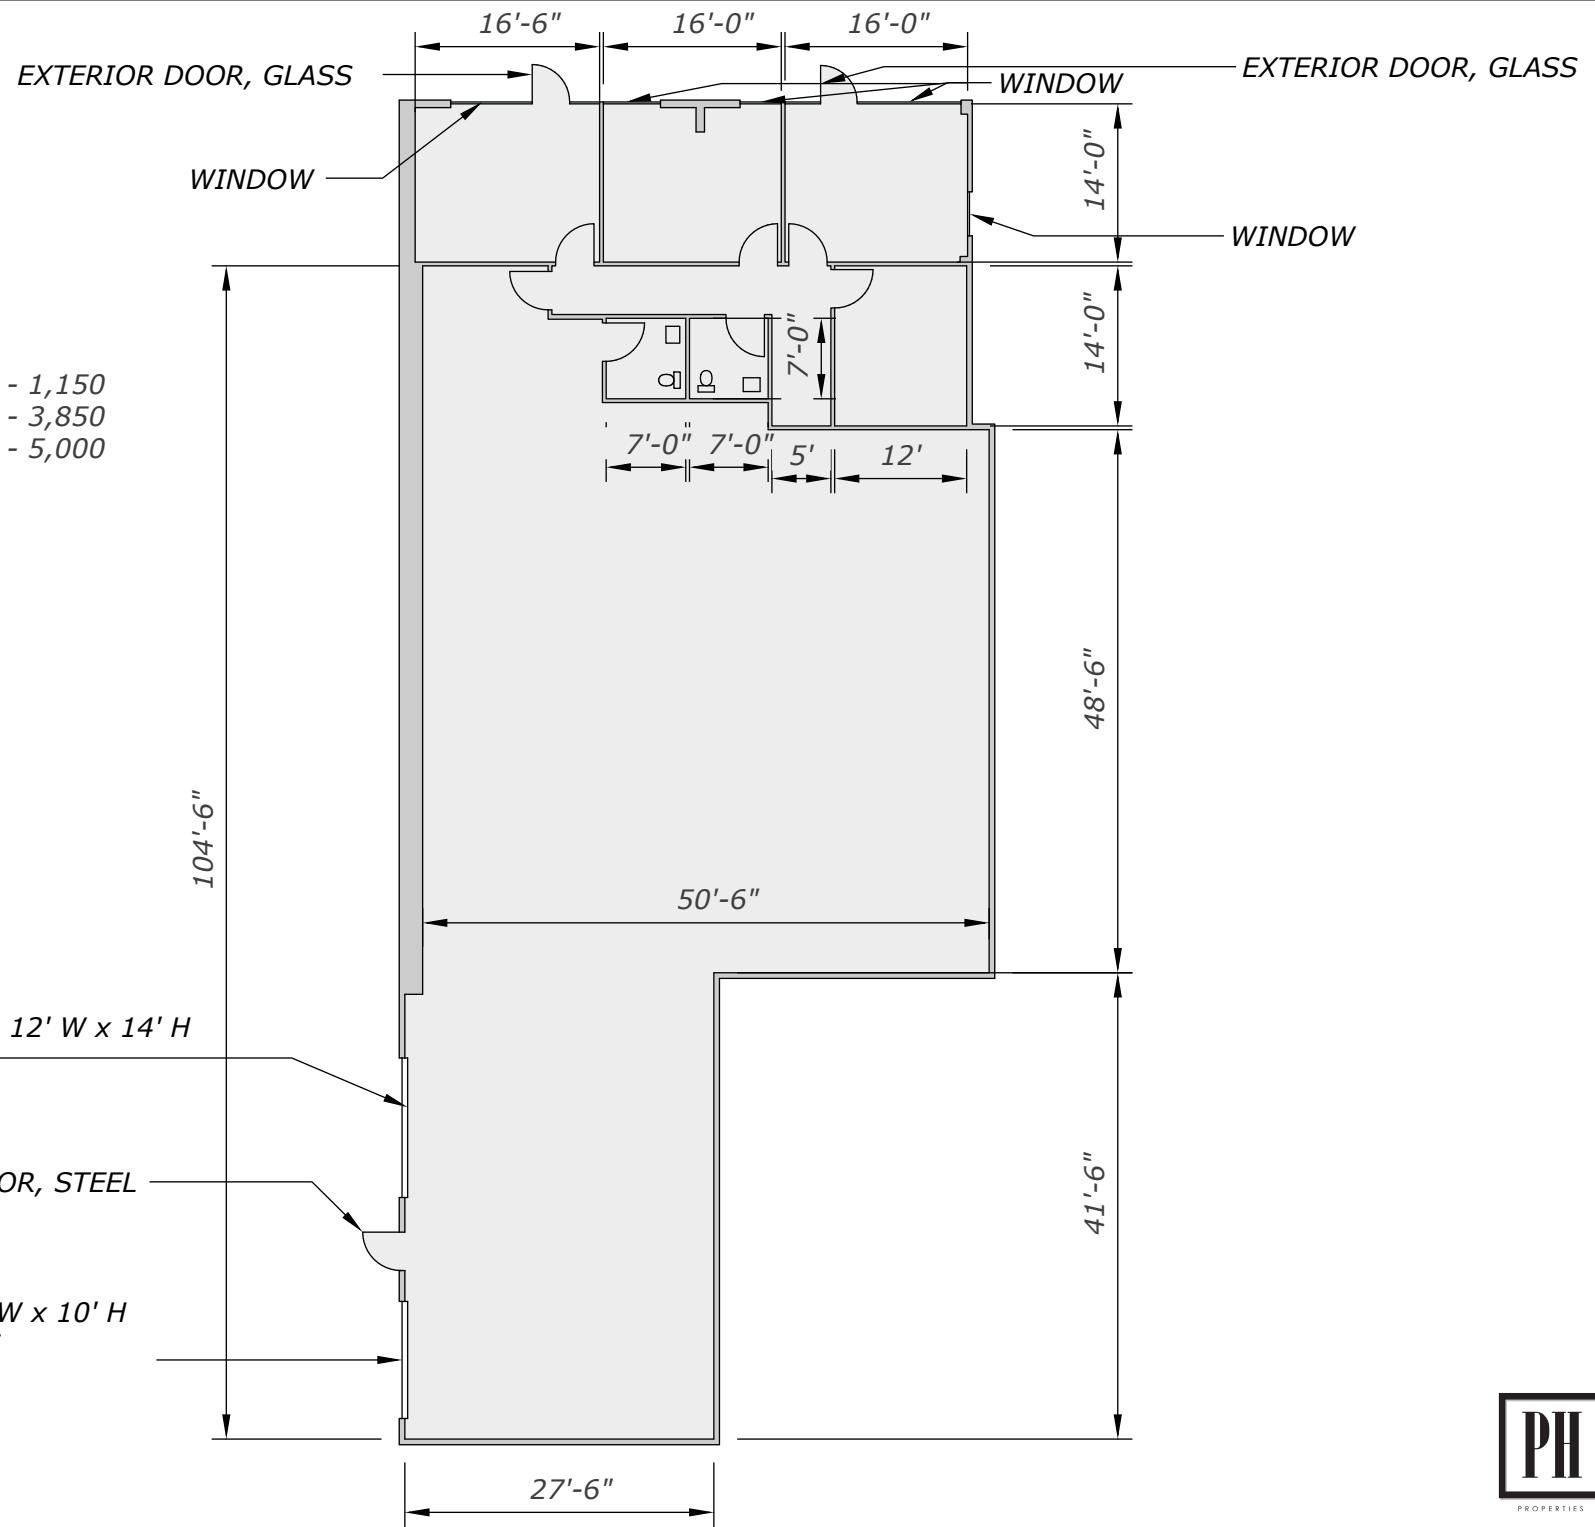 16'-6"
16'-0"
16'-0"
EXTERIOR DOOR, GLASS
WINDOW
EXTERIOR DOOR, GLASS
WINDOW
14'-0"
WINDOW
14'-0"
7'-0"
- 1,150
- 3,850
- 5,000
7'-0"
7'-0"
5'
12'
48'-6"
104'-6"
50'-6"
12' W x 14' H
OR, STEEL
41'-6"
W x 10' H
27'-6"
PH
PROPERTIES